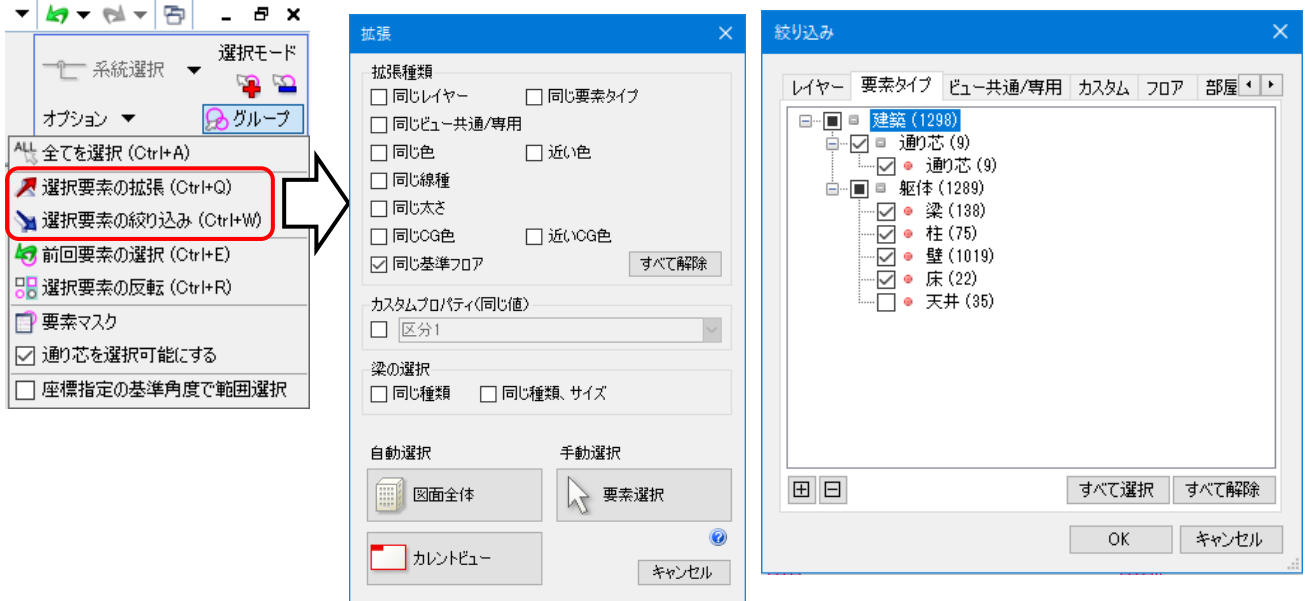 系統選択
選択モード
オプション
グループ
ALL 全てを選択 (Ctrl+A)
選択要素の拡張 (Ctrl+Q)
選択要素の絞り込み (Ctrl+W)
前回要素の選択 (Ctrl+E)
選択要素の反転 (Ctrl+R)
要素マスク
通り芯を選択可能にする
座標指定の基準角度で範囲選択
拡張
拡張種類
同じレイヤー 同じ要素タイプ
同じビュー共通/専用
同じ色 近い色
同じ線種
同じ太さ
同じCG色 近いCG色
同じ基準フロア すべて解除
カスタムプロパティ(同じ値)
区分1
梁の選択
同じ種類 同じ種類、サイズ
自動選択 手動選択
図面全体 要素選択
カレントビュー
キャンセル
絞り込み
レイヤー 要素タイプ ビュー共通/専用 カスタム フロア 部屋
建築 (1298)
通り芯 (9)
通り芯 (9)
躯体 (1289)
梁 (138)
柱 (75)
壁 (1019)
床 (22)
天井 (35)
すべて選択 すべて解除
OK キャンセル